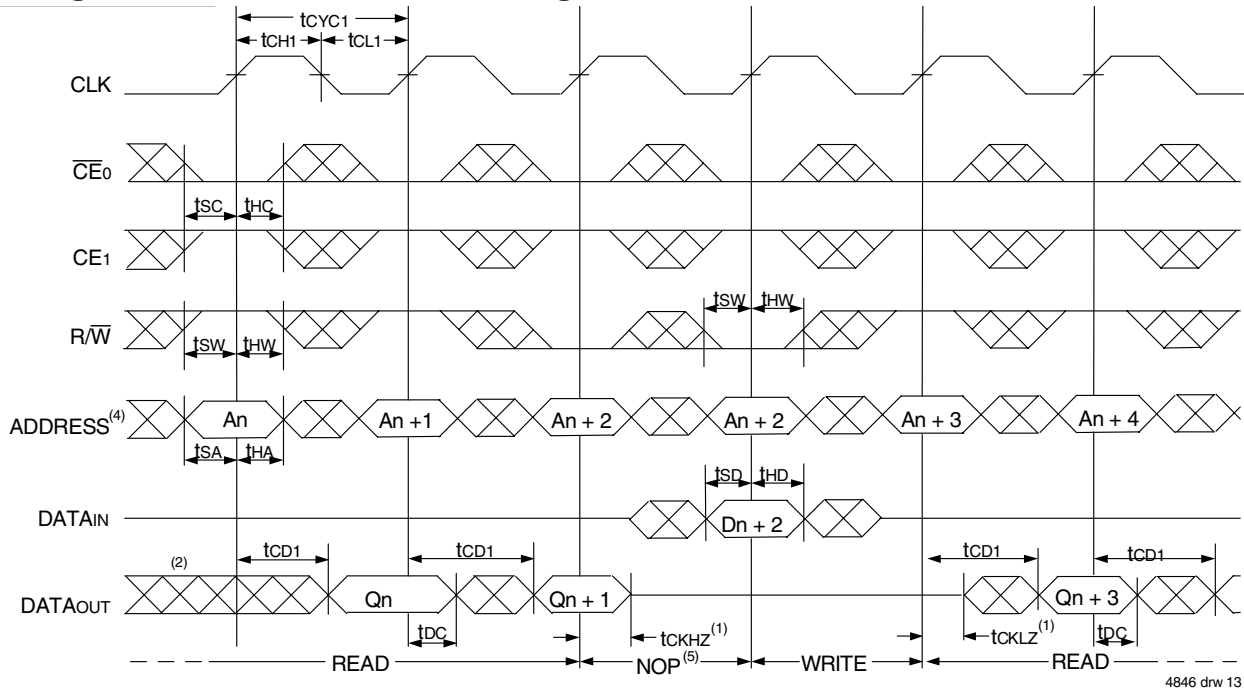 tCYC1
tCH1 tCL1
CLK
CE0
tSC tHC
CE1
tSW tHW
R/W
tSW tHW
ADDRESS(4) An An +1 An + 2 An + 2 An + 3 An + 4
tSA tHA
tSD tHD
DATAIN Dn + 2
tCD1 tCD1 tCD1 tCD1
(2)
DATAOUT Qn Qn + 1 Qn + 3
tDC tCKHZ(1) tCKLZ(1) tDC
READ NOP(5) WRITE READ
4846 drw 13